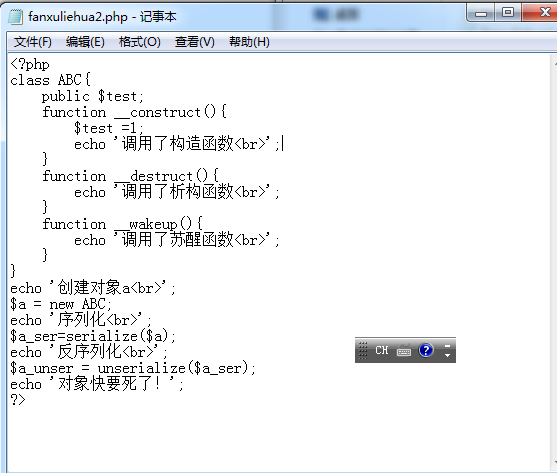 fanxuliehua2.php - 记事本
文件(F) 编辑(E) 格式(O) 查看(V) 帮助(H)
<?php
class ABC{
    public $test;
    function __construct(){
        $test =1;
        echo '调用了构造函数<br>';
    }
    function __destruct(){
        echo '调用了析构函数<br>';
    }
    function __wakeup(){
        echo '调用了苏醒函数<br>';
    }
}
echo '创建对象a<br>';
$a = new ABC;
echo '序列化<br>';
$a_ser=serialize($a);
echo '反序列化<br>';
$a_unser = unserialize($a_ser);
echo '对象快要死了！';
?>
CH